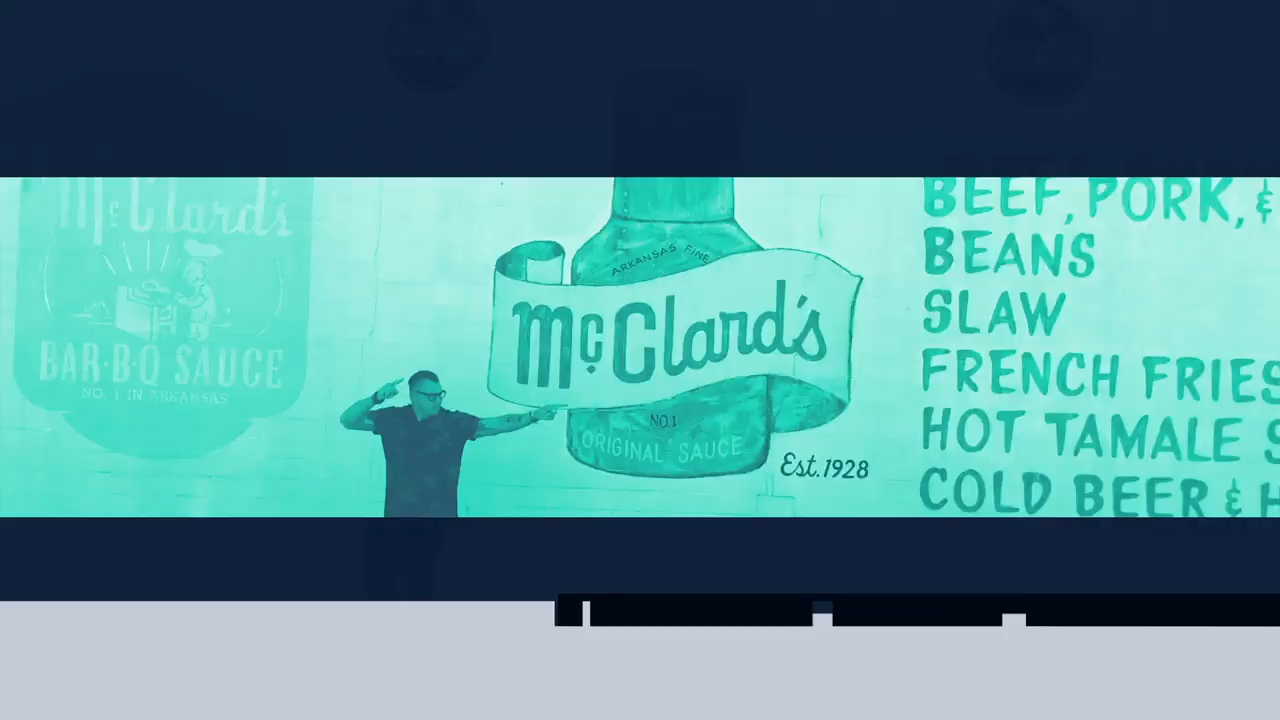 McClard's
BAR-B-Q SAUCE
NO. 1 IN ARKANSAS
ARKANSAS' FINE
McClard's
NO.1
ORIGINAL SAUCE
Est. 1928
BEEF, PORK, &
BEANS
SLAW
FRENCH FRIES
HOT TAMALE S
COLD BEER & H